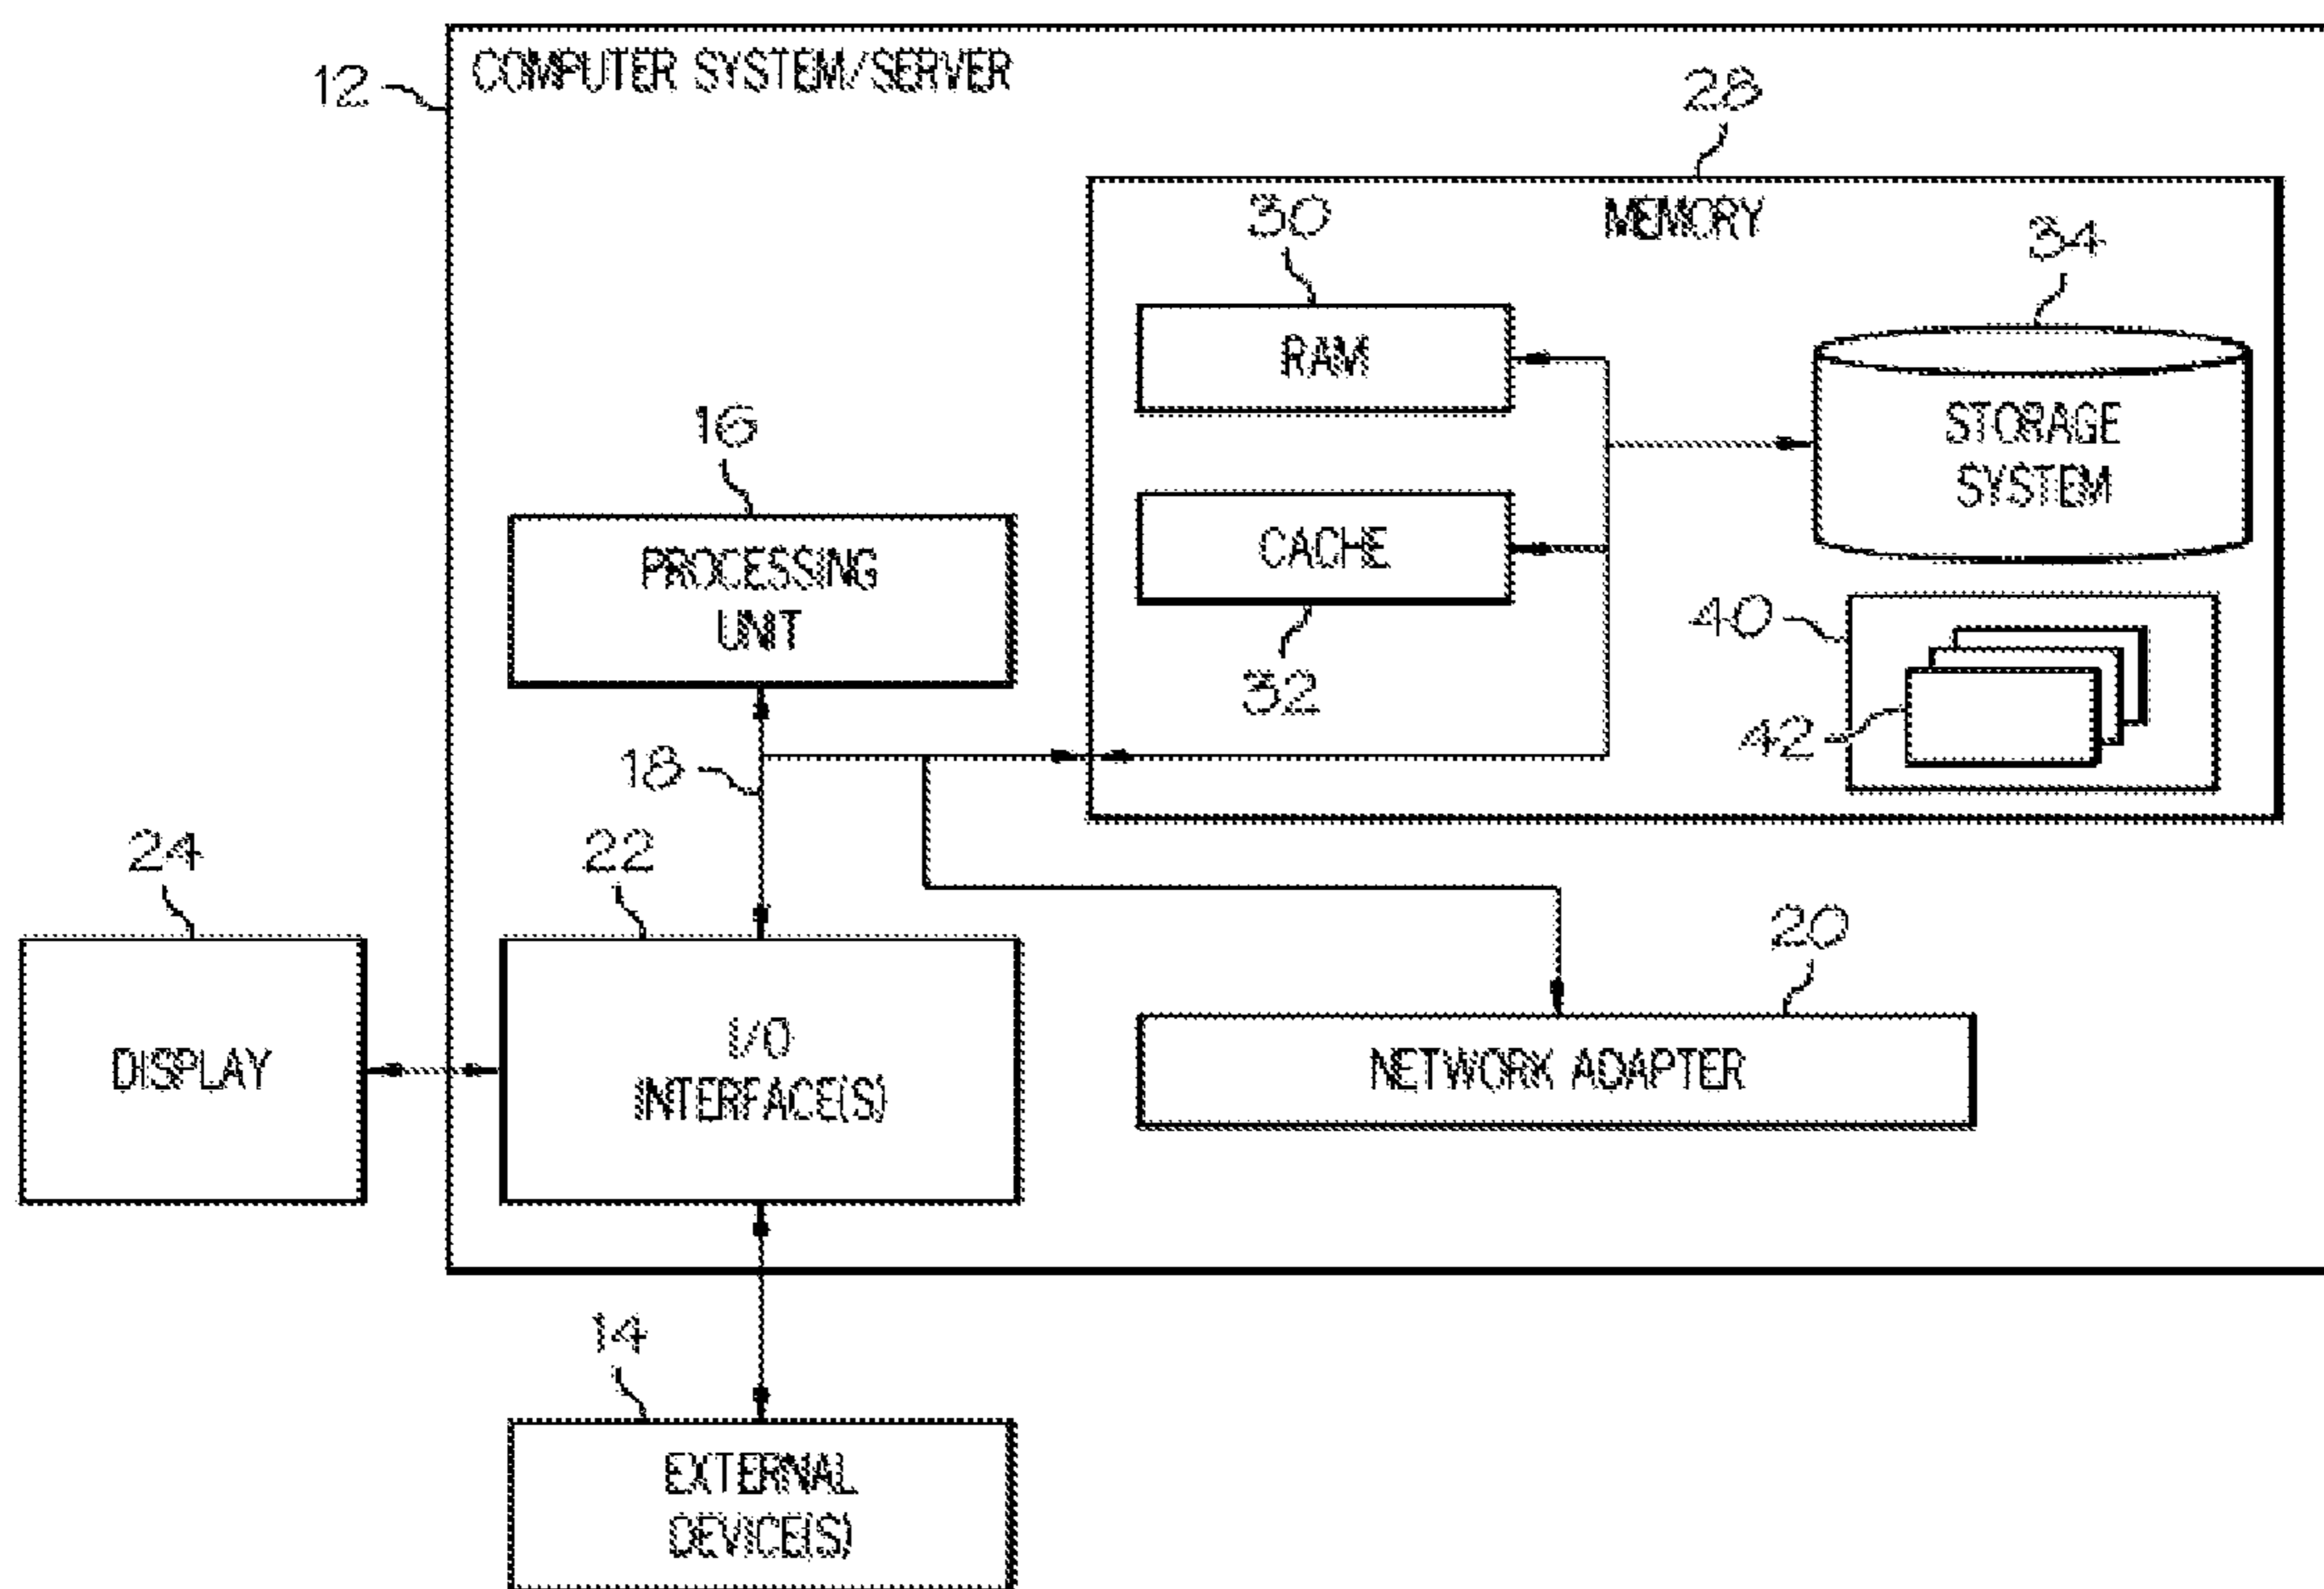 12
COMPUTER SYSTEM/SERVER
28
MEMORY
30
34
RAM
STORAGE
SYSTEM
16
PROCESSING
UNIT
CACHE
32
40
42
18
24
22
20
DISPLAY
I/O
INTERFACE(S)
NETWORK ADAPTER
14
EXTERNAL
DEVICE(S)